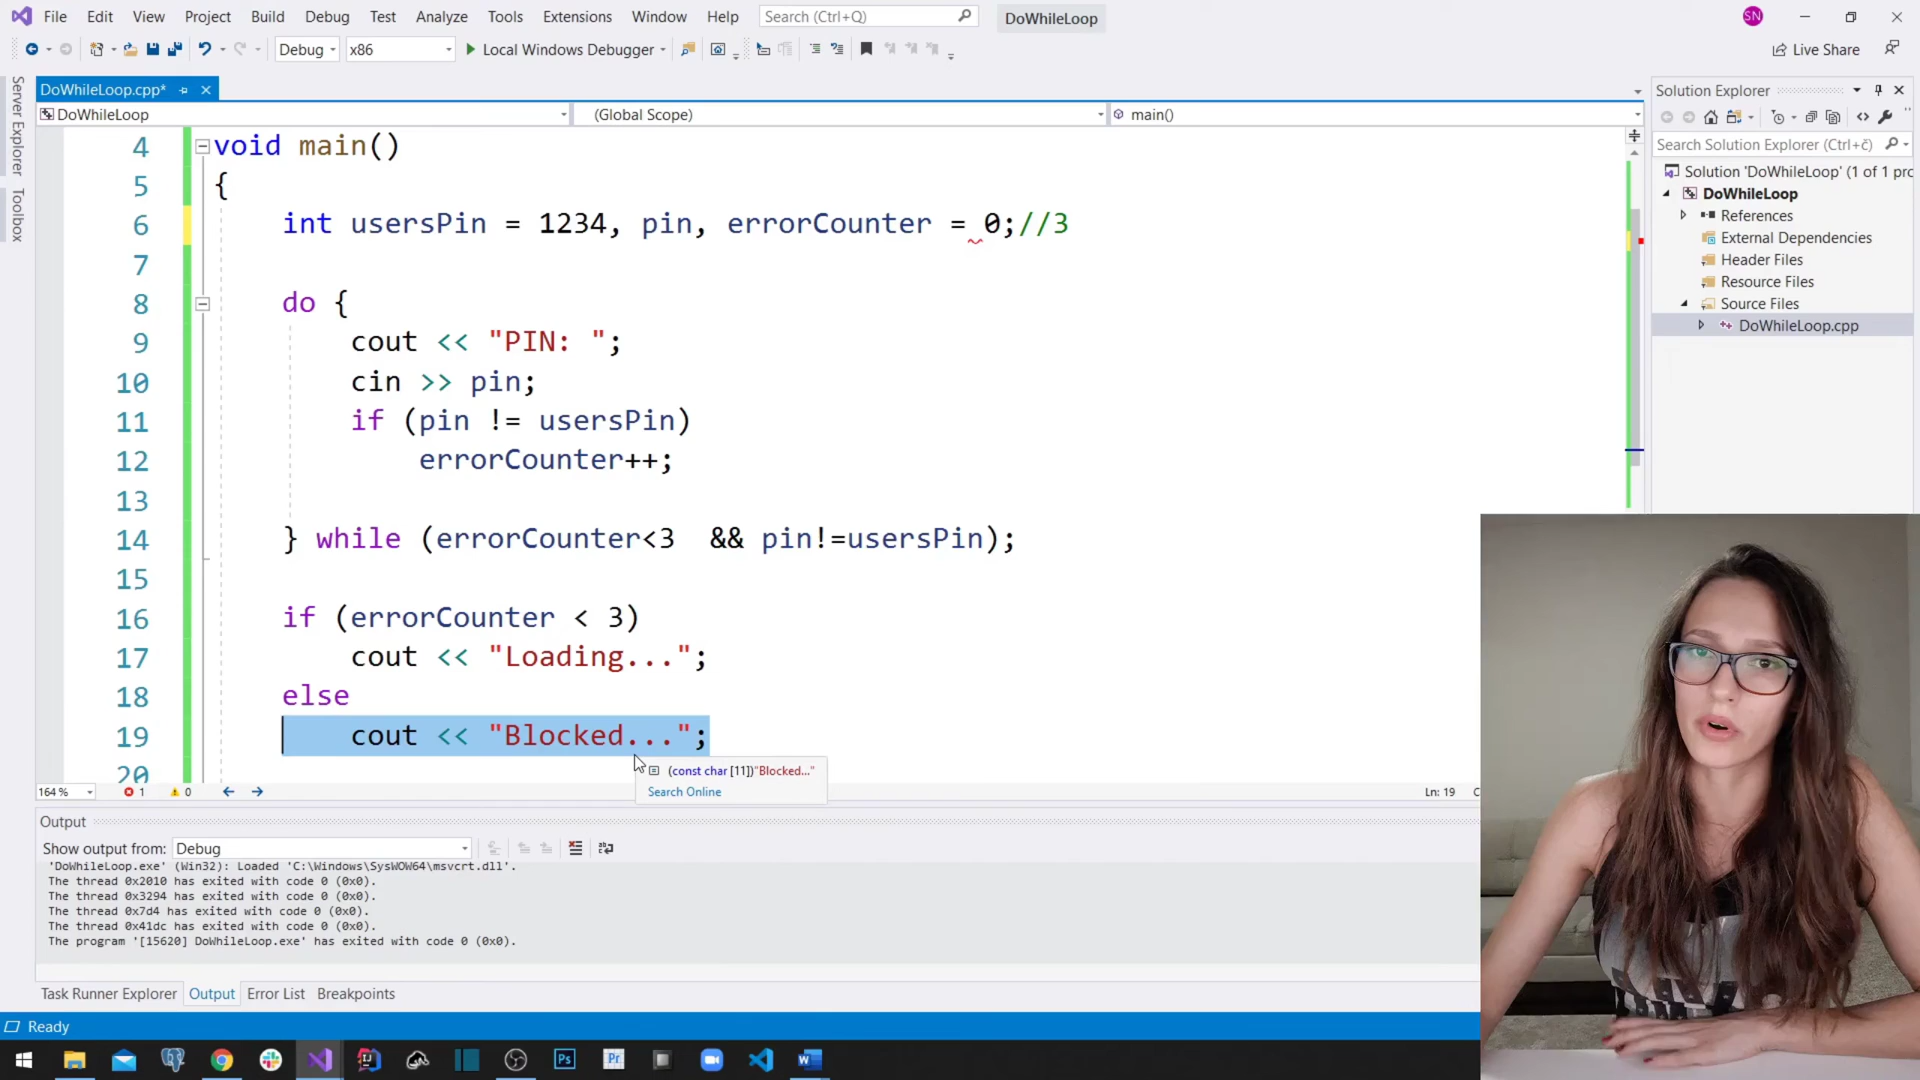 File Edit View Project Build Debug Test Analyze Tools Extensions Window Help Search (Ctrl+Q) DoWhileLoop SN
Debug x86 Local Windows Debugger Live Share
Server Explorer
Toolbox
DoWhileLoop.cpp*
DoWhileLoop (Global Scope) main()
4 void main()
5 {
6 int usersPin = 1234, pin, errorCounter = 0;//3
7
8 do {
9 cout << "PIN: ";
10 cin >> pin;
11 if (pin != usersPin)
12 errorCounter++;
13
14 } while (errorCounter<3 && pin!=usersPin);
15
16 if (errorCounter < 3)
17 cout << "Loading...";
18 else
19 cout << "Blocked...";
20
(const char [11])"Blocked..."
Search Online
164 % 1 0 Ln: 19 C
Solution Explorer
Search Solution Explorer (Ctrl+č)
Solution 'DoWhileLoop' (1 of 1 pro
DoWhileLoop
References
External Dependencies
Header Files
Resource Files
Source Files
DoWhileLoop.cpp
Output
Show output from: Debug
'DoWhileLoop.exe' (Win32): Loaded 'C:\Windows\SysWOW64\msvcrt.dll'.
The thread 0x2010 has exited with code 0 (0x0).
The thread 0x3294 has exited with code 0 (0x0).
The thread 0x7d4 has exited with code 0 (0x0).
The thread 0x41dc has exited with code 0 (0x0).
The program '[15620] DoWhileLoop.exe' has exited with code 0 (0x0).
Task Runner Explorer Output Error List Breakpoints
Ready
Ps Pr